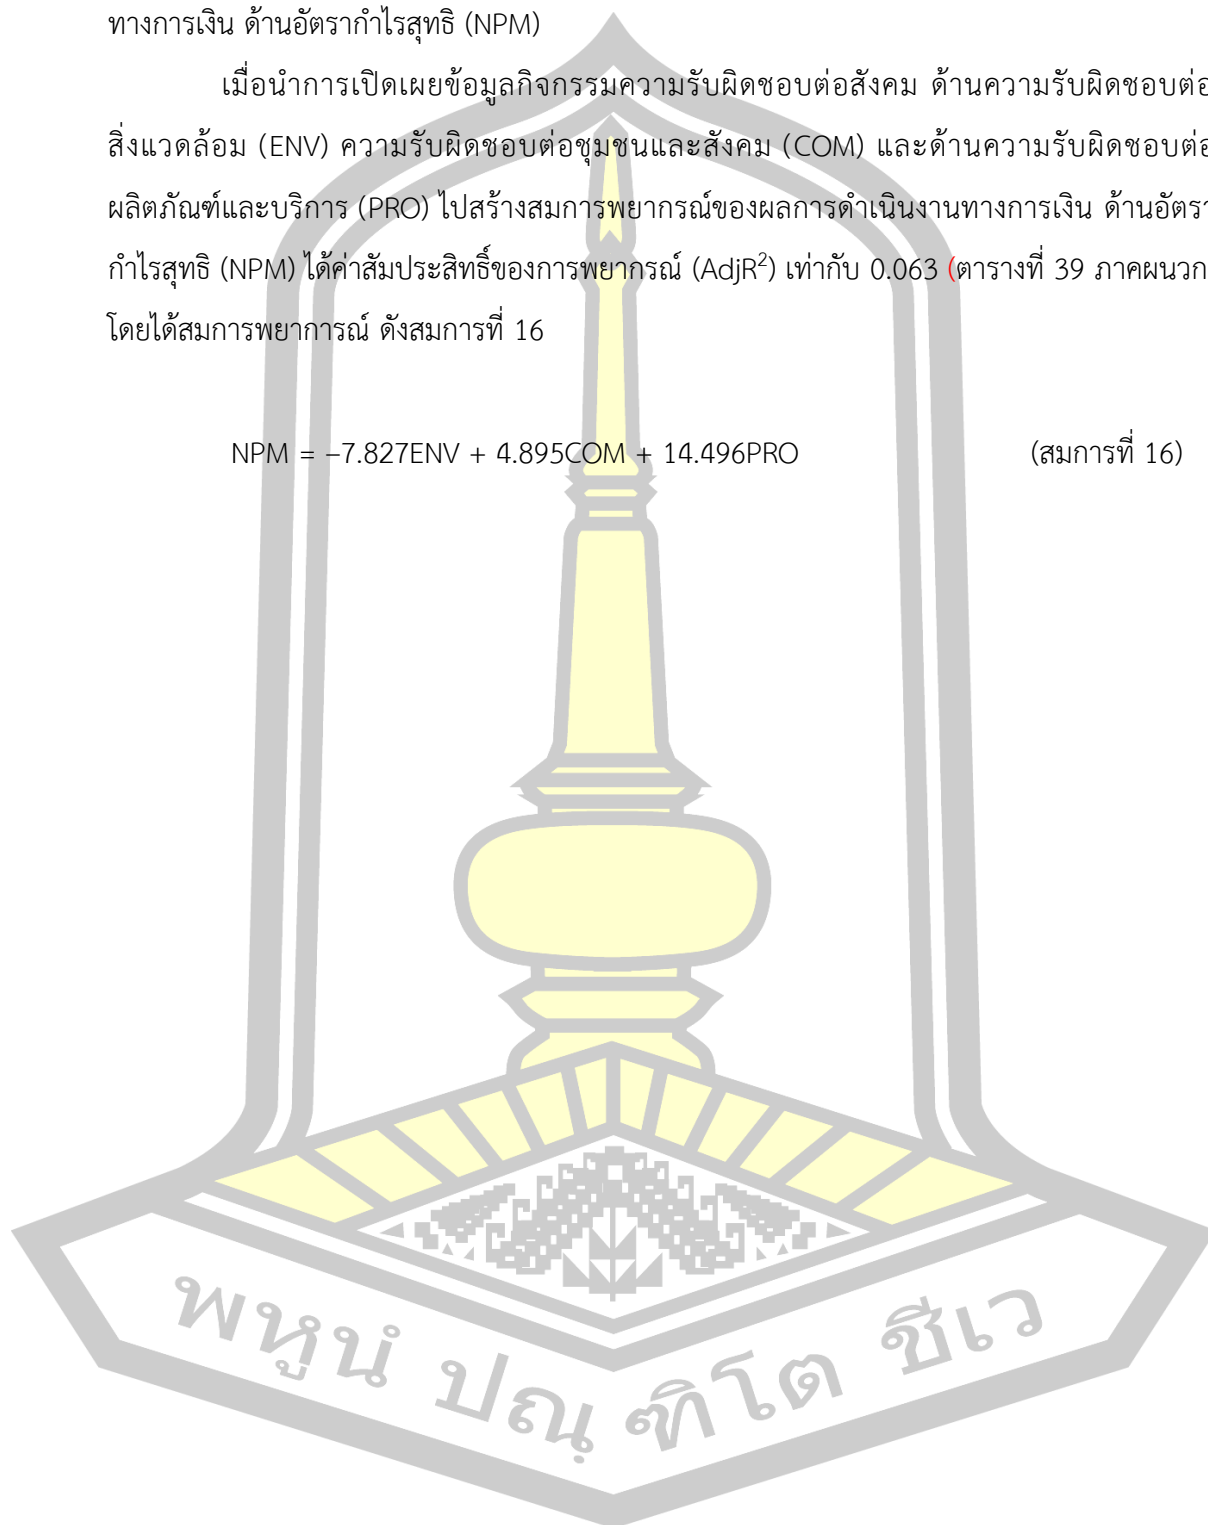 ทางการเงิน ด้านอัตรากำไรสุทธิ (NPM)
เมื่อนำการเปิดเผยข้อมูลกิจกรรมความรับผิดชอบต่อสังคม ด้านความรับผิดชอบต่อ
สิ่งแวดล้อม (ENV) ความรับผิดชอบต่อชุมชนและสังคม (COM) และด้านความรับผิดชอบต่อ
ผลิตภัณฑ์และบริการ (PRO) ไปสร้างสมการพยากรณ์ของผลการดำเนินงานทางการเงิน ด้านอัตรา
กำไรสุทธิ (NPM) ได้ค่าสัมประสิทธิ์ของการพยากรณ์ (AdjR²) เท่ากับ 0.063 (ตารางที่ 39 ภาคผนวก
โดยได้สมการพยาการณ์ ดังสมการที่ 16
NPM = –7.827ENV + 4.895COM + 14.496PRO (สมการที่ 16)
พหูนํ ปณฺฑิโต ชีเว